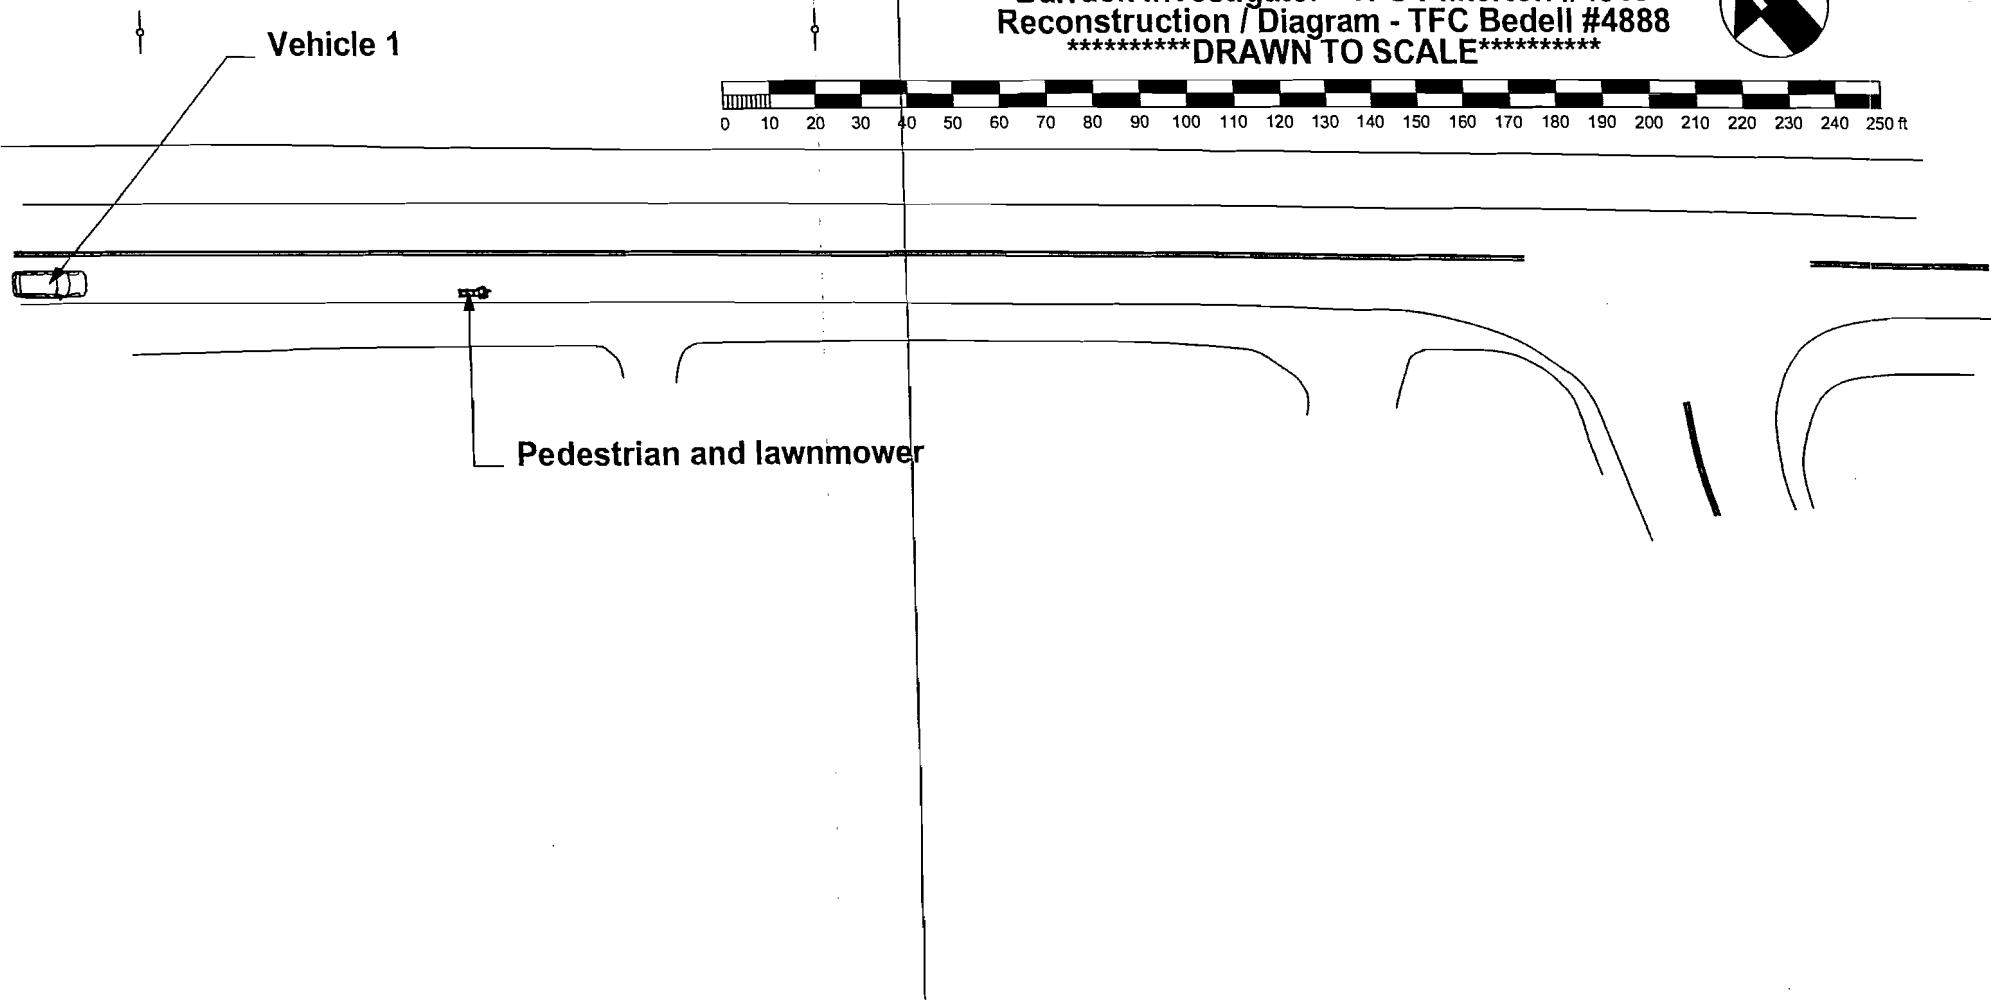 Reconstruction / Diagram - TFC Bedell #4888
**********DRAWN TO SCALE**********
Vehicle 1
0 10 20 30 40 50 60 70 80 90 100 110 120 130 140 150 160 170 180 190 200 210 220 230 240 250 ft
Pedestrian and lawnmower